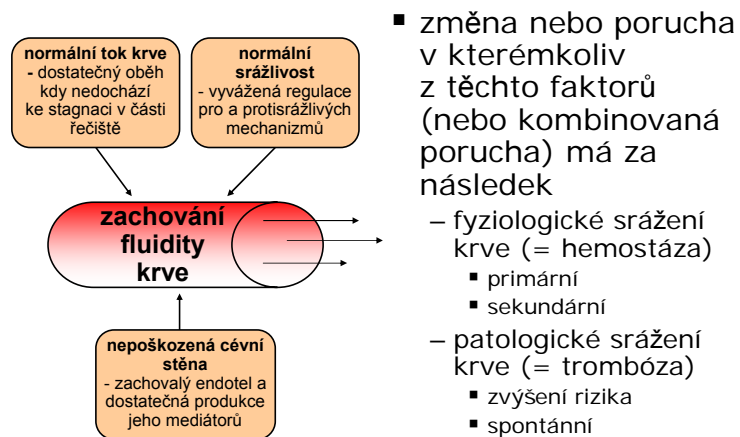 normální tok krve
- dostatečný oběh
kdy nedochází
ke stagnaci v části
řečiště
normální
srážlivost
- vyvážená regulace
pro a protisrážlivých
mechanizmů
zachování
fluidity
krve
nepoškozená cévní
stěna
- zachovalý endotel a
dostatečná produkce
jeho mediátorů
▪ změna nebo porucha
v kterémkoliv
z těchto faktorů
(nebo kombinovaná
porucha) má za
následek
– fyziologické srážení
krve (= hemostáza)
▪ primární
▪ sekundární
– patologické srážení
krve (= trombóza)
▪ zvýšení rizika
▪ spontánní